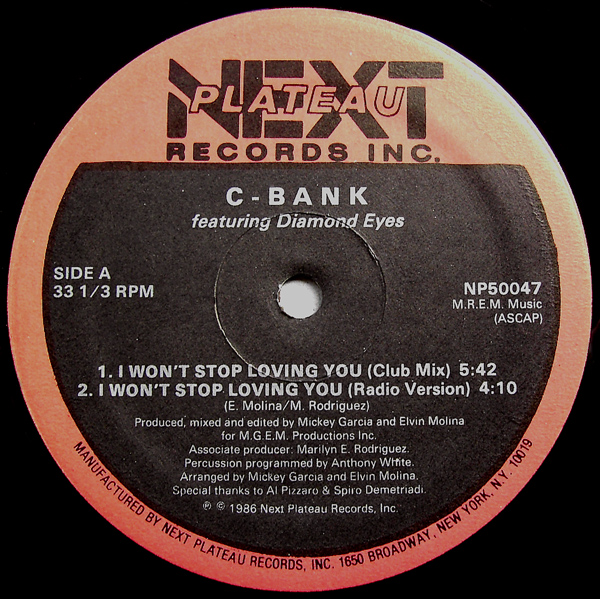 NEXT
PLATEAU
RECORDS INC.
C-BANK
featuring Diamond Eyes
SIDE A
33 1/3 RPM
NP50047
M.R.E.M. Music
(ASCAP)
1. I WON'T STOP LOVING YOU (Club Mix) 5:42
2. I WON'T STOP LOVING YOU (Radio Version) 4:10
(E. Molina/M. Rodriguez)
Produced, mixed and edited by Mickey Garcia and Elvin Molina
for M.G.E.M. Productions Inc.
Associate producer: Marilyn E. Rodriguez.
Percussion programmed by Anthony White.
Arranged by Mickey Garcia and Elvin Molina.
Special thanks to Al Pizzaro & Spiro Demetriadi.
℗ © 1986 Next Plateau Records, Inc.
MANUFACTURED BY NEXT PLATEAU RECORDS, INC. 1650 BROADWAY, NEW YORK, N.Y. 10019